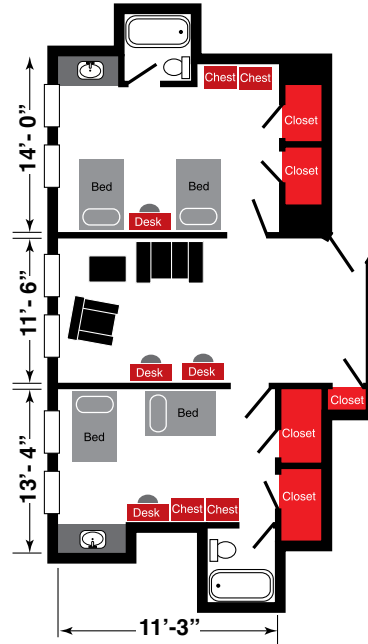 Chest Chest
Closet
14'- 0"
Closet
Bed Bed
Desk
11'- 6"
Desk Desk
Closet
Closet
Bed Bed
13'- 4"
Closet
Desk Chest Chest
11'-3"